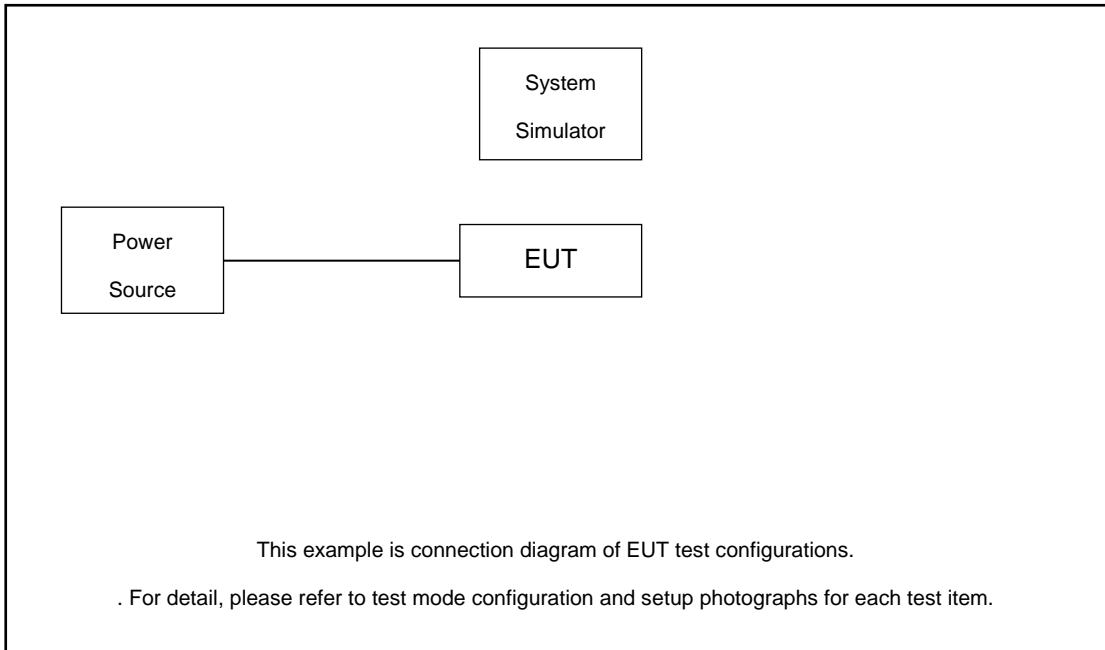 System
Simulator
Power
Source
EUT
This example is connection diagram of EUT test configurations.
. For detail, please refer to test mode configuration and setup photographs for each test item.